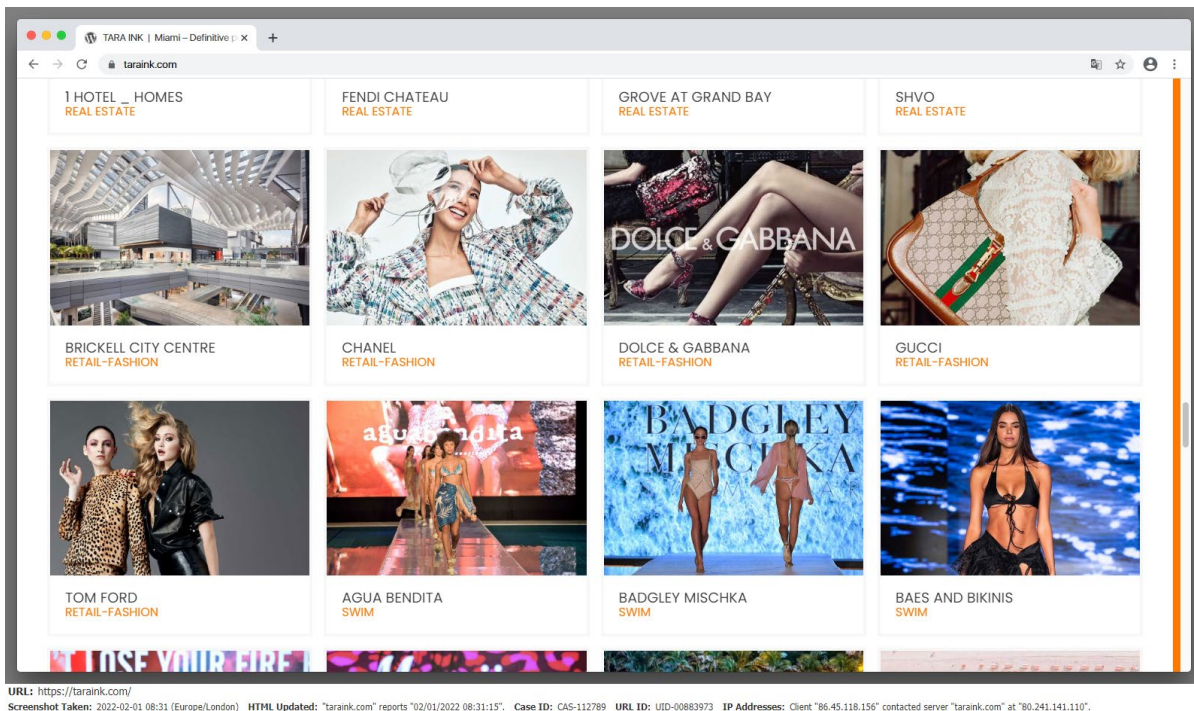 TARA INK | Miami – Definitive
taraink.com
1 HOTEL _ HOMES
REAL ESTATE
FENDI CHATEAU
REAL ESTATE
GROVE AT GRAND BAY
REAL ESTATE
SHVO
REAL ESTATE
DOLCE & GABBANA
BRICKELL CITY CENTRE
RETAIL-FASHION
CHANEL
RETAIL-FASHION
DOLCE & GABBANA
RETAIL-FASHION
GUCCI
RETAIL-FASHION
aguabendita
BADGLEY
MISCHKA
TOM FORD
RETAIL-FASHION
AGUA BENDITA
SWIM
BADGLEY MISCHKA
SWIM
BAES AND BIKINIS
SWIM
LOSE YOUR FIRE
URL: https://taraink.com/
Screenshot Taken: 2022-02-01 08:31 (Europe/London) HTML Updated: "taraink.com" reports "02/01/2022 08:31:15". Case ID: CAS-112789 URL ID: UID-00883973 IP Addresses: Client "86.45.118.156" contacted server "taraink.com" at "80.241.141.110".